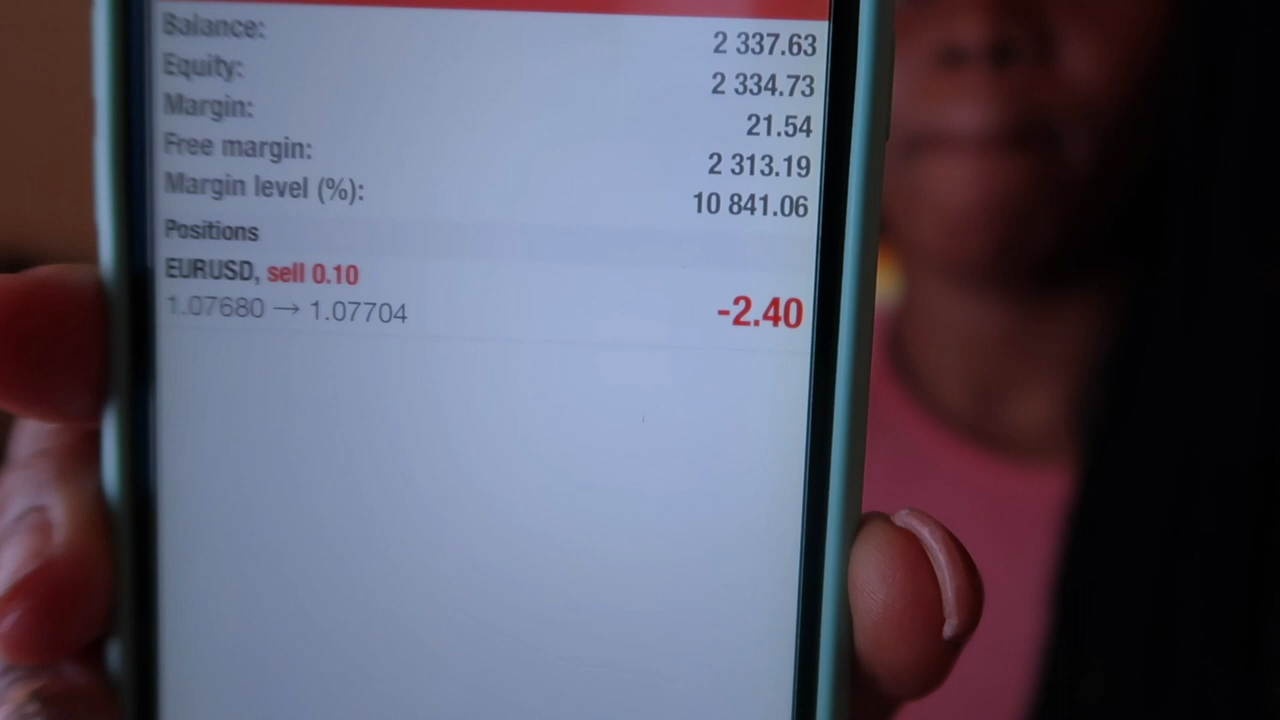 Balance: 2 337.63
Equity: 2 334.73
Margin: 21.54
Free margin: 2 313.19
Margin level (%): 10 841.06
Positions
EURUSD, sell 0.10
1.07680 → 1.07704 -2.40